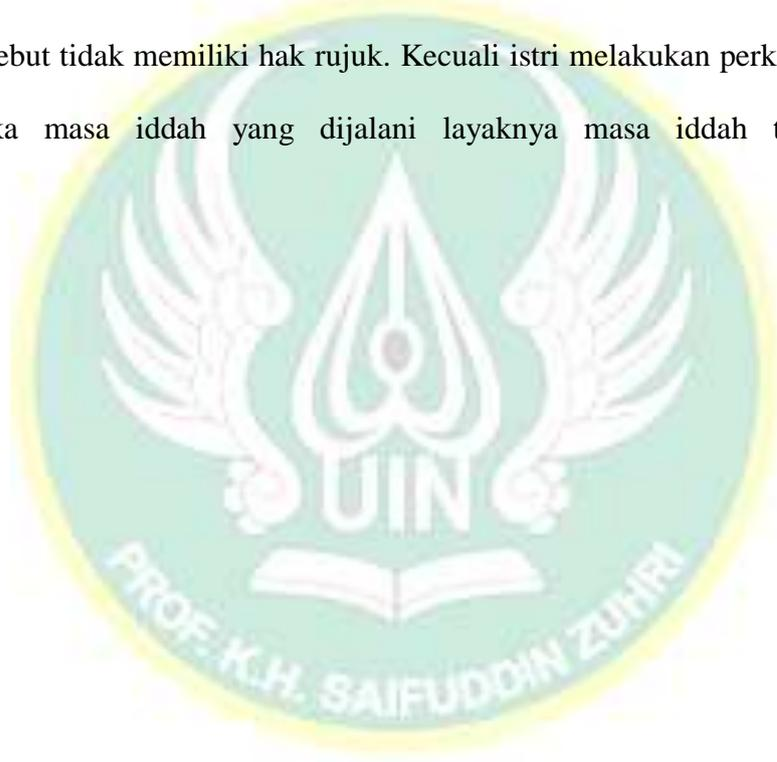 ebut tidak memiliki hak rujuk. Kecuali istri melakukan perk
ka masa iddah yang dijalani layaknya masa iddah t
UIN
PROF. K.H. SAIFUDDIN ZUHRI